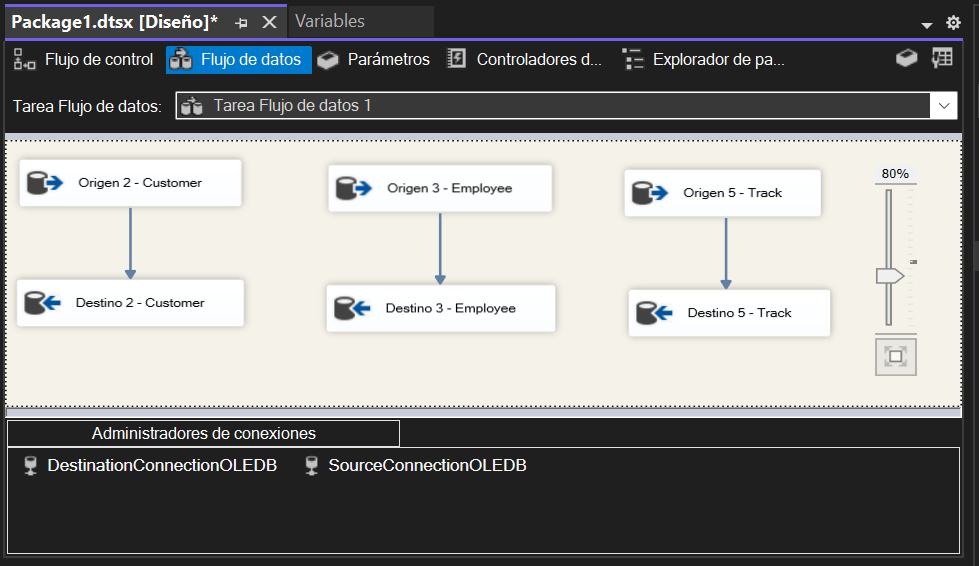 Package1.dtsx [Diseño]* Variables
Flujo de control Flujo de datos Parámetros Controladores d... Explorador de pa...
Tarea Flujo de datos: Tarea Flujo de datos 1
80%
Origen 2 - Customer Origen 3 - Employee Origen 5 - Track
Destino 2 - Customer Destino 3 - Employee Destino 5 - Track
Administradores de conexiones
DestinationConnectionOLEDB SourceConnectionOLEDB